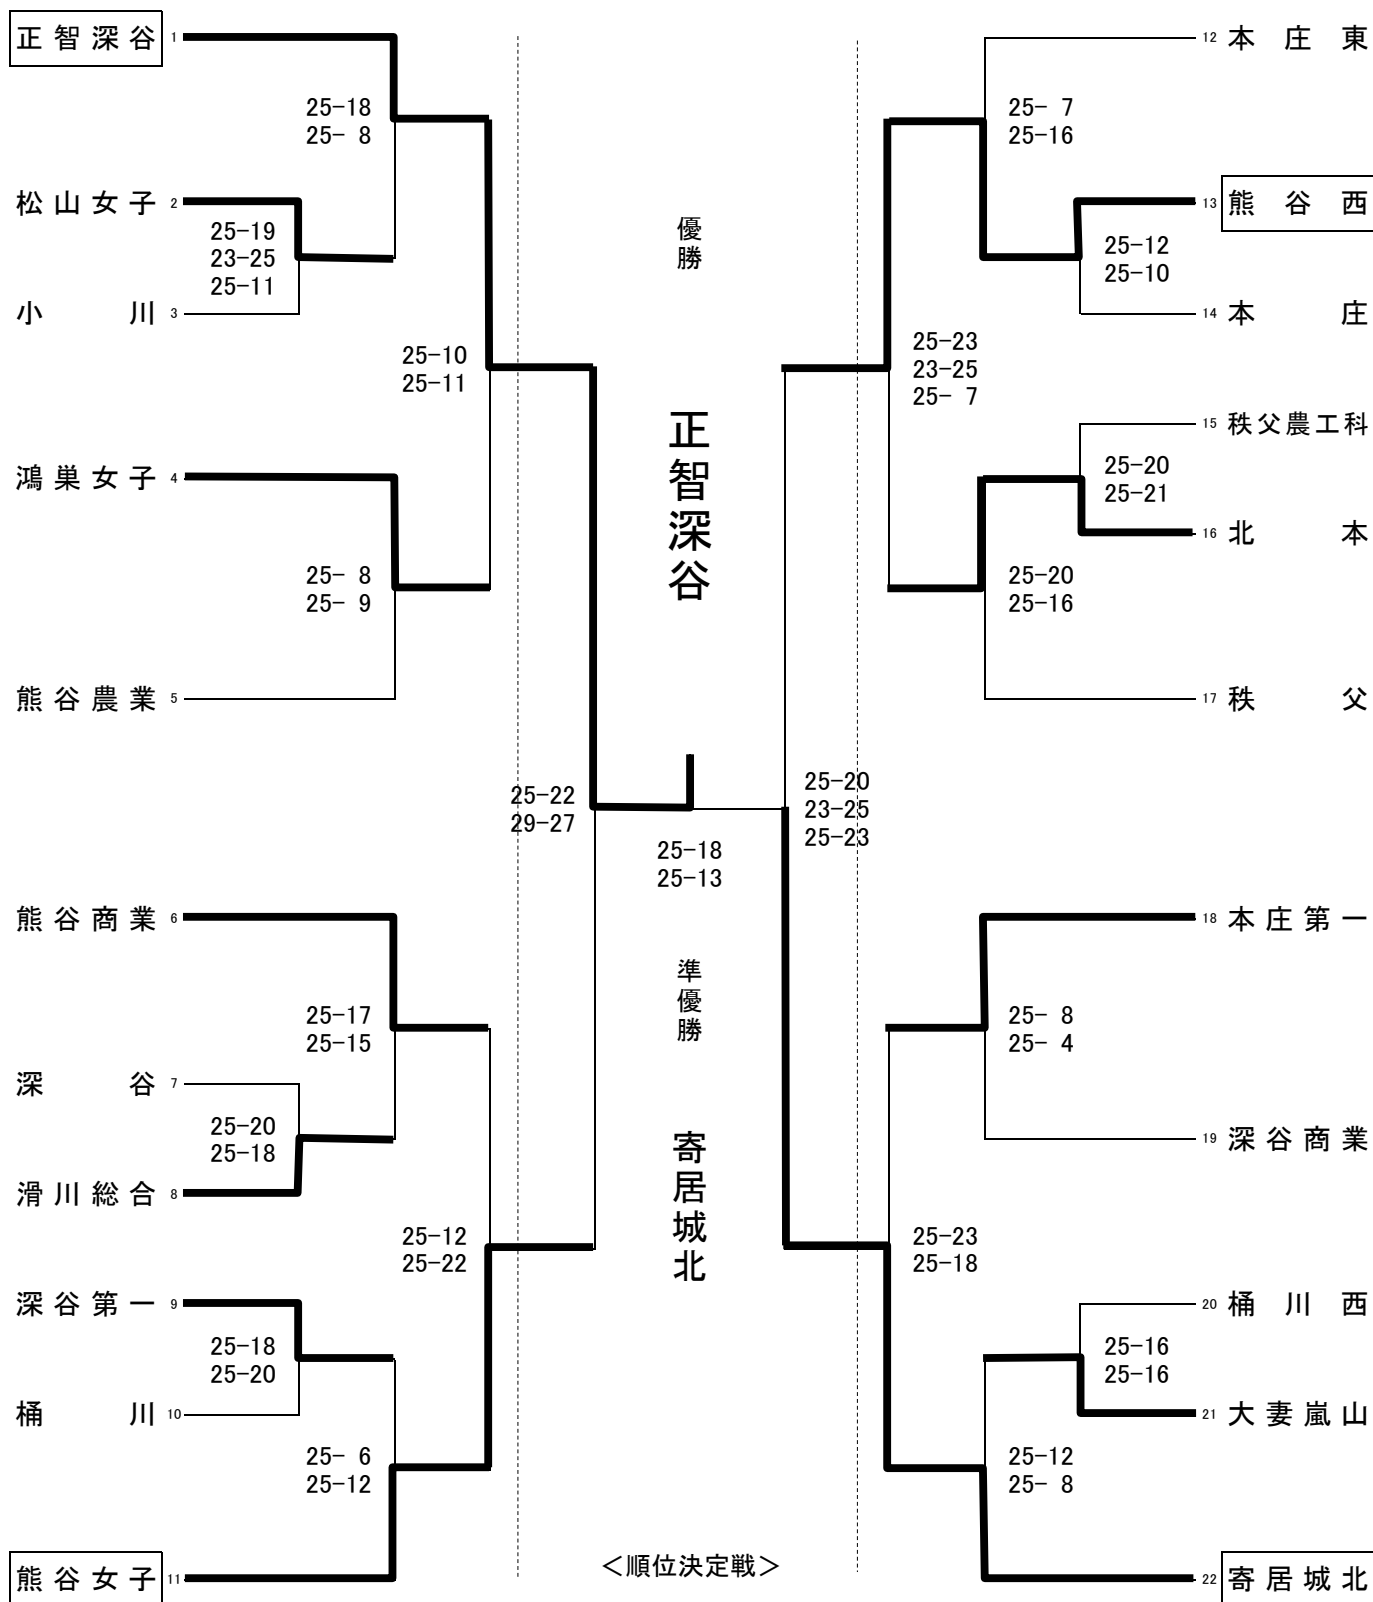 正智深谷 1
25-18
25- 8
松山女子 2
25-19
23-25
25-11
小川 3
25-10
25-11
鴻巣女子 4
25- 8
25- 9
熊谷農業 5
25-22
29-27
熊谷商業 6
25-17
25-15
深谷 7
25-20
25-18
滑川総合 8
25-12
25-22
深谷第一 9
25-18
25-20
桶川 10
25- 6
25-12
熊谷女子 11
優勝
正智深谷
25-18
25-13
準優勝
寄居城北
＜順位決定戦＞
12 本庄東
25- 7
25-16
13 熊谷西
25-12
25-10
14 本庄
25-23
23-25
25- 7
15 秩父農工科
25-20
25-21
16 北本
25-20
25-16
17 秩父
25-20
23-25
25-23
18 本庄第一
25- 8
25- 4
19 深谷商業
25-23
25-18
20 桶川西
25-16
25-16
21 大妻嵐山
25-12
25- 8
22 寄居城北